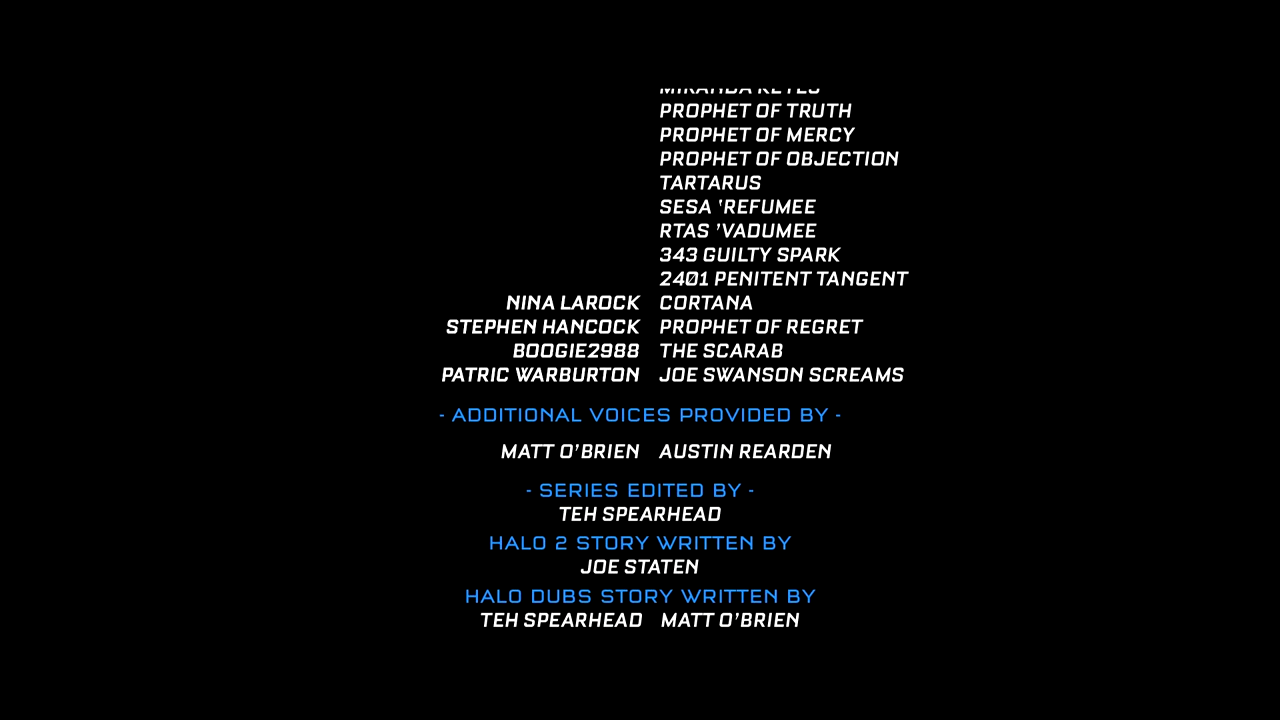 MIRANDA KEYES
PROPHET OF TRUTH
PROPHET OF MERCY
PROPHET OF OBJECTION
TARTARUS
SESA ‘REFUMEE
RTAS ’VADUMEE
343 GUILTY SPARK
2401 PENITENT TANGENT
NINA LAROCK CORTANA
STEPHEN HANCOCK PROPHET OF REGRET
BOOGIE2988 THE SCARAB
PATRIC WARBURTON JOE SWANSON SCREAMS
- ADDITIONAL VOICES PROVIDED BY -
MATT O’BRIEN AUSTIN REARDEN
- SERIES EDITED BY -
TEH SPEARHEAD
HALO 2 STORY WRITTEN BY
JOE STATEN
HALO DUBS STORY WRITTEN BY
TEH SPEARHEAD MATT O’BRIEN